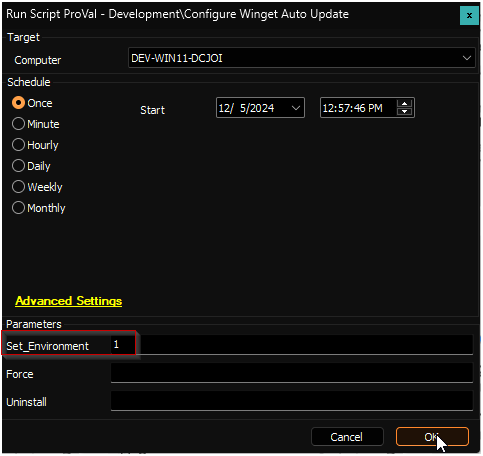 Run Script ProVal - Development\Configure Winget Auto Update
x
Target
Computer DEV-WIN11-DCJOI
Schedule
Once
Start 12/ 5/2024 12:57:46 PM
Minute
Hourly
Daily
Weekly
Monthly
Advanced Settings
Parameters
Set_Environment 1
Force
Uninstall
Cancel OK